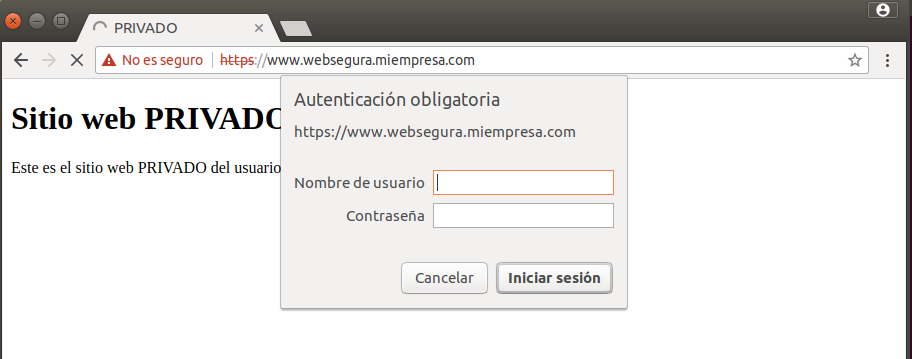 PRIVADO
No es seguro https://www.websegura.miempresa.com
Sitio web PRIVADO
Este es el sitio web PRIVADO del usuario
Autenticación obligatoria
https://www.websegura.miempresa.com
Nombre de usuario
Contraseña
Cancelar Iniciar sesión